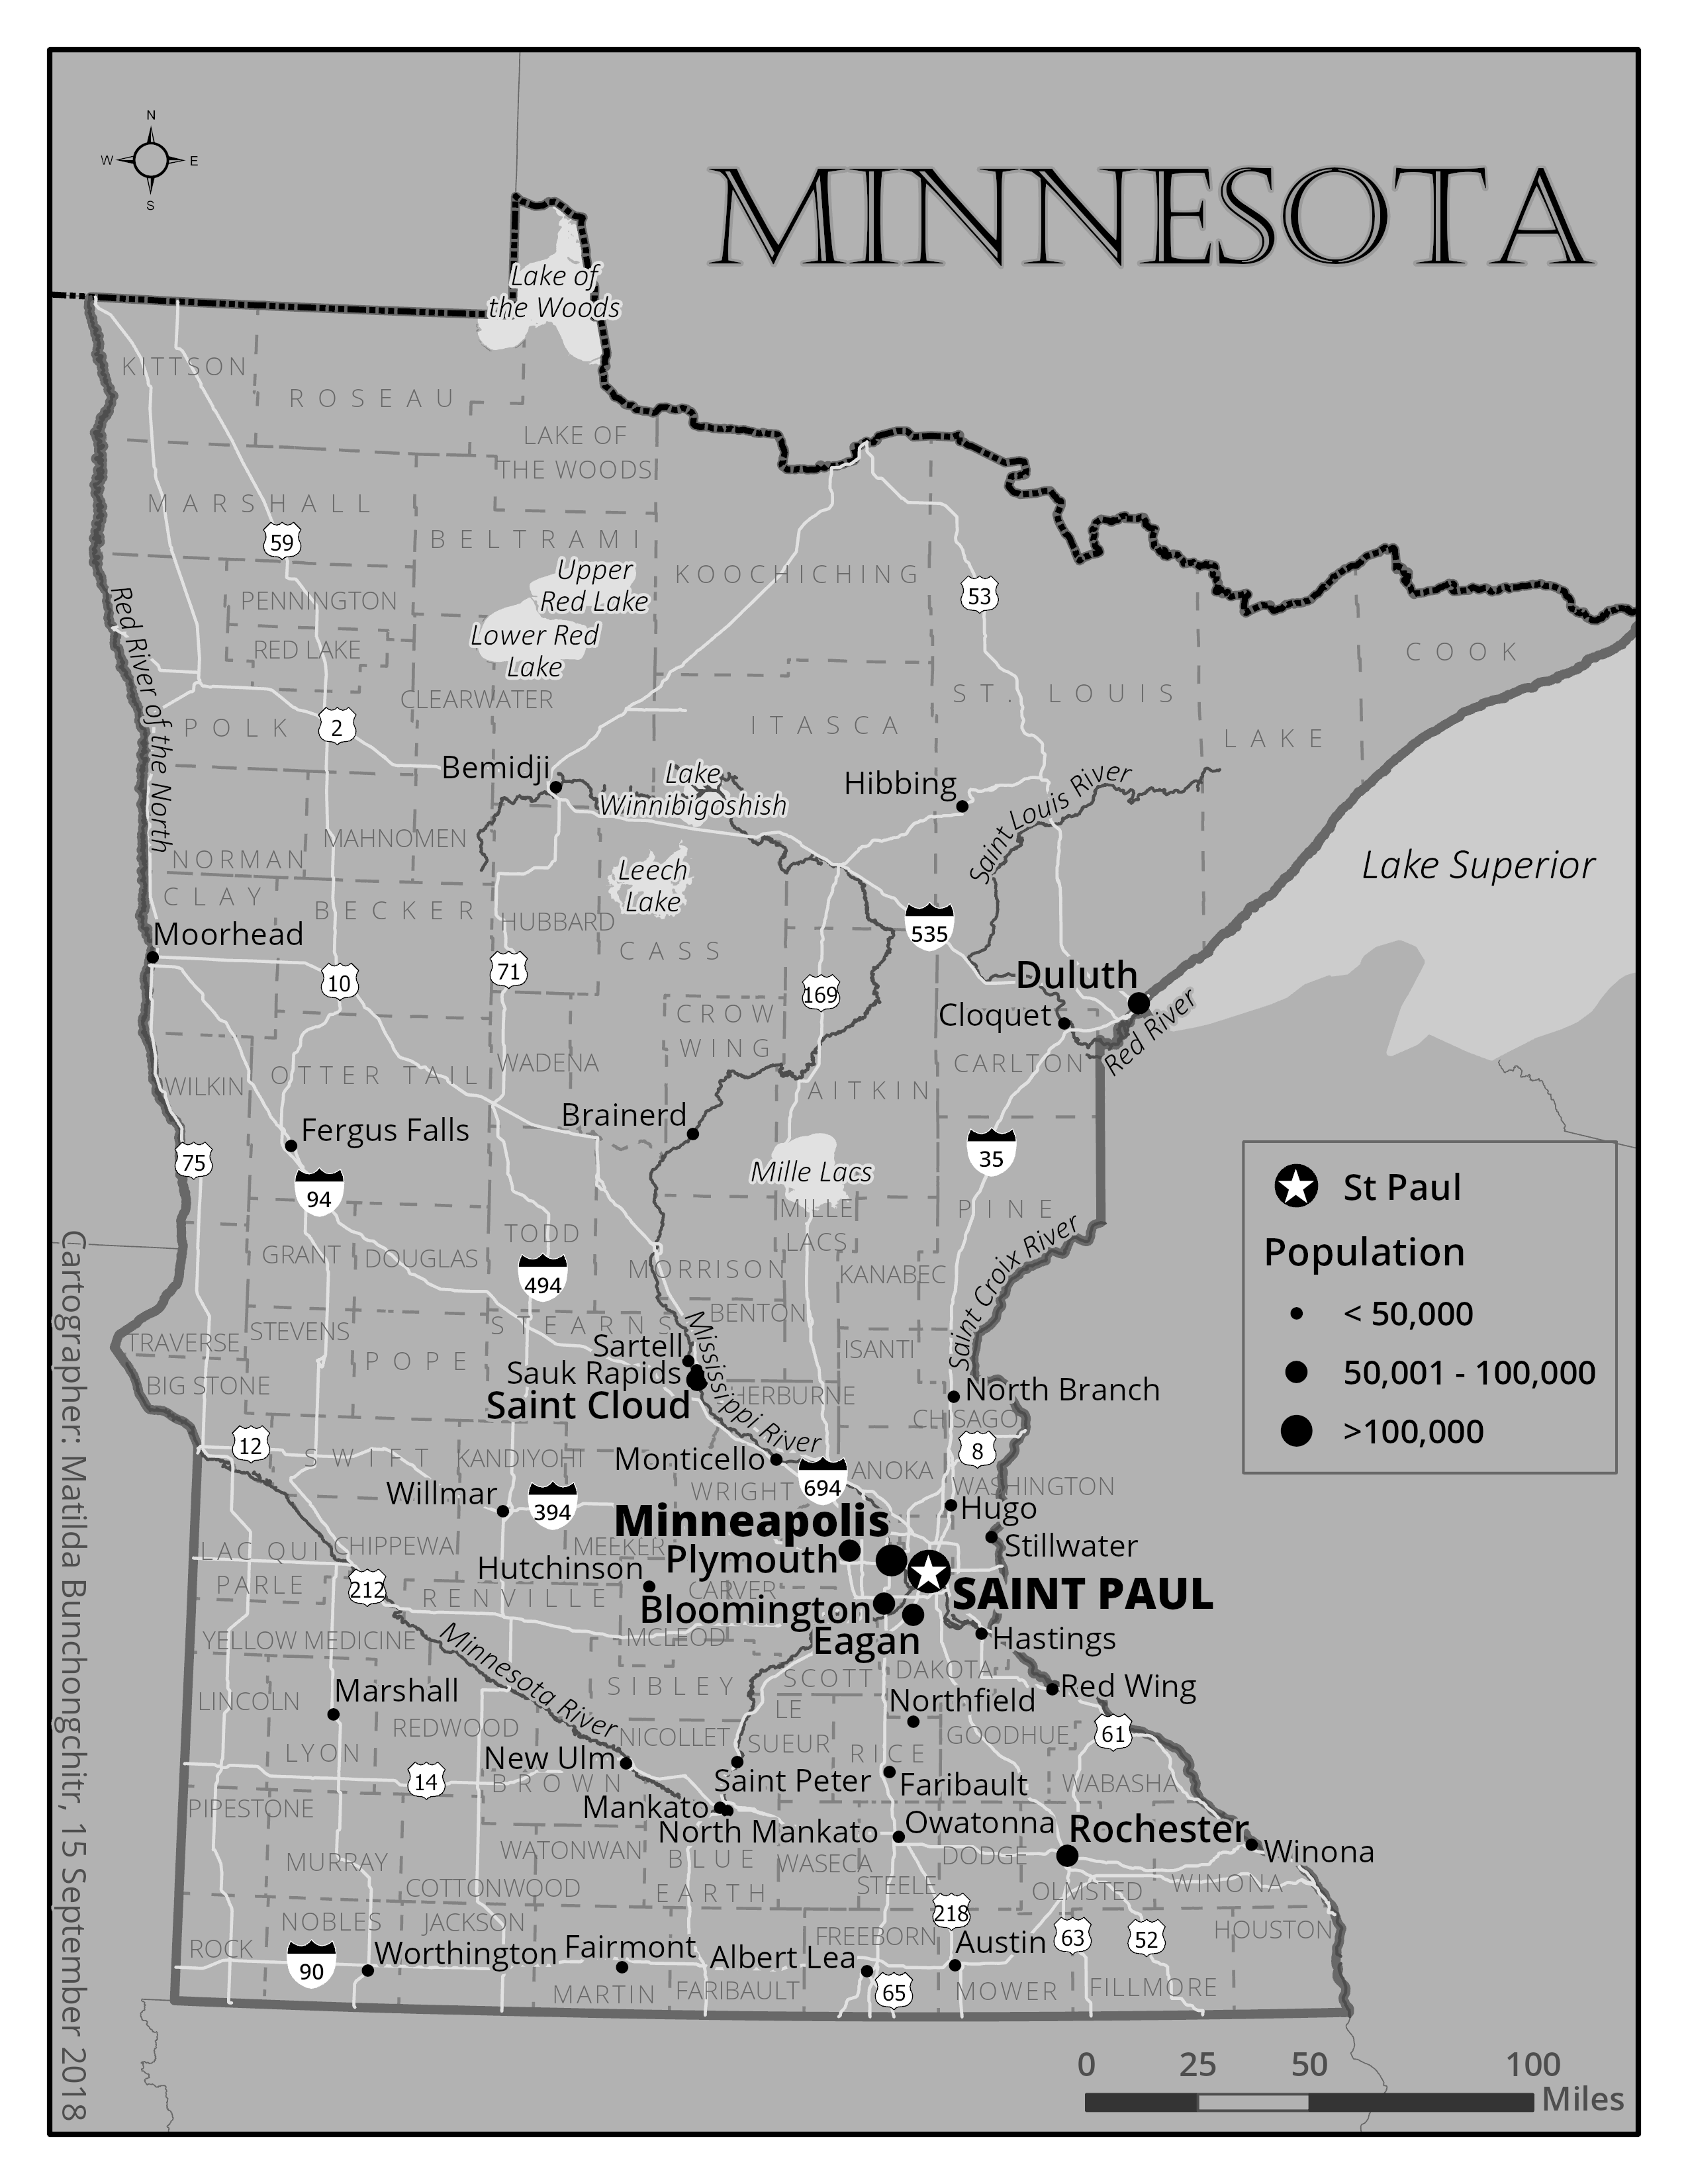 N
W E
S
MINNESOTA
Lake of
the Woods
KITTSON
ROSEAU
LAKE OF
THE WOODS
MARSHALL
59
BELTRAMI
KOOCHICHING
Upper
Red Lake
53
PENNINGTON
RED LAKE
Lower Red
Lake
Red River of the North
COOK
CLEARWATER
ST. LOUIS
POLK
2
ITASCA
LAKE
Bemidji
Lake
Winnibigoshish
Hibbing
Saint Louis River
MAHNOMEN
NORMAN
Leech
Lake
Lake Superior
CLAY
BECKER
HUBBARD
CASS
535
Moorhead
10
71
169
Duluth
Cloquet
Red River
CROW
WING
CARLTON
WILKIN
OTTER TAIL
WADENA
AITKIN
Brainerd
Fergus Falls
75
94
35
Mille Lacs
MILLE
LACS
PINE
St Paul
Population
< 50,000
50,001 - 100,000
>100,000
TODD
GRANT
DOUGLAS
494
MORRISON
KANABEC
Saint Croix River
BENTON
STEVENS
STEARNS
TRAVERSE
POPE
Sartell
Mississippi River
ISANTI
Sauk Rapids
BIG STONE
Saint Cloud
HERBURNE
North Branch
CHISAGO
12
SWIFT
KANDIYOHI
Monticello
8
694
ANOKA
WASHINGTON
WRIGHT
Willmar
394
Hugo
Minneapolis
Stillwater
LAC QUI
PARLE
CHIPPEWA
MEEKER
Plymouth
Hutchinson
212
RENVILLE
CARVER
SAINT PAUL
Bloomington
Eagan
YELLOW MEDICINE
MCLEOD
Hastings
Minnesota River
SIBLEY
SCOTT
DAKOTA
Red Wing
LINCOLN
Marshall
LE
SUEUR
Northfield
REDWOOD
NICOLLET
GOODHUE
61
LYON
RICE
New Ulm
14
BROWN
Saint Peter
Faribault
WABASHA
PIPESTONE
Mankato
North Mankato
Owatonna
Rochester
Winona
WATONWAN
BLUE
EARTH
WASECA
DODGE
MURRAY
COTTONWOOD
STEELE
OLMSTED
WINONA
218
NOBLES
JACKSON
FREEBORN
HOUSTON
ROCK
90
Worthington
Fairmont
Albert Lea
Austin
63
52
MARTIN
FARIBAULT
65
MOWER
FILLMORE
0 25 50 100
Miles
Cartographer: Matilda Bunchongchitr, 15 September 2018